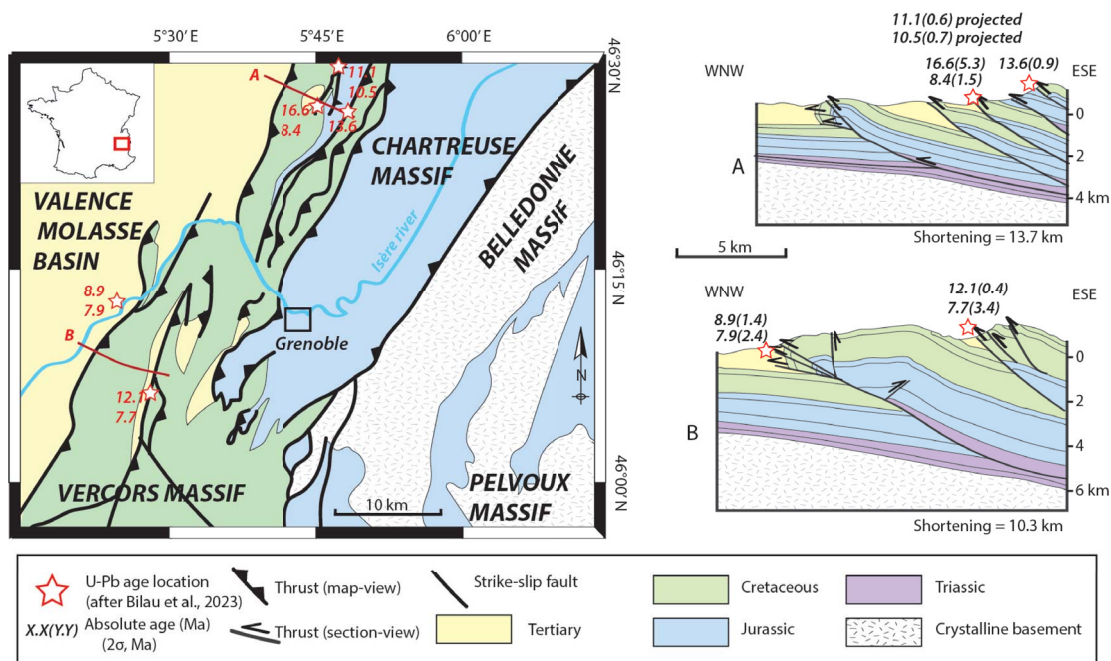 5°30' E
5°45' E
6°00' E
46°30'0 N
46°15' N
46°00'0 N
A
11.1
10.5
16.6
8.4
13.6
CHARTREUSE
MASSIF
VALENCE
MOLASSE
BASIN
BELLEDONNE
MASSIF
Isère river
8.9
7.9
B
Grenoble
N
12.1
7.7
VERCORS MASSIF
10 km
PELVOUX
MASSIF
11.1(0.6) projected
10.5(0.7) projected
WNW
16.6(5.3)
8.4(1.5)
13.6(0.9)
ESE
0
2
4 km
A
Shortening = 13.7 km
5 km
WNW
8.9(1.4)
7.9(2.4)
12.1(0.4)
7.7(3.4)
ESE
0
2
4
6 km
B
Shortening = 10.3 km
U-Pb age location
(after Bilau et al., 2023)
X.X(Y.Y) Absolute age (Ma)
(2σ, Ma)
Thrust (map-view)
Thrust (section-view)
Strike-slip fault
Tertiary
Cretaceous
Jurassic
Triassic
Crystalline basement